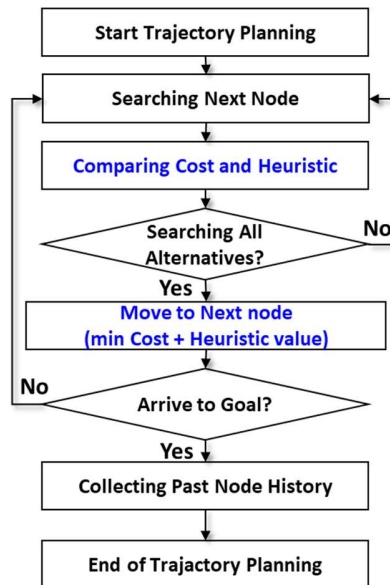 Start Trajectory Planning
Searching Next Node
Comparing Cost and Heuristic
Searching All
Alternatives?
No
Yes
Move to Next node
(min Cost + Heuristic value)
No
Arrive to Goal?
Yes
Collecting Past Node History
End of Trajactory Planning